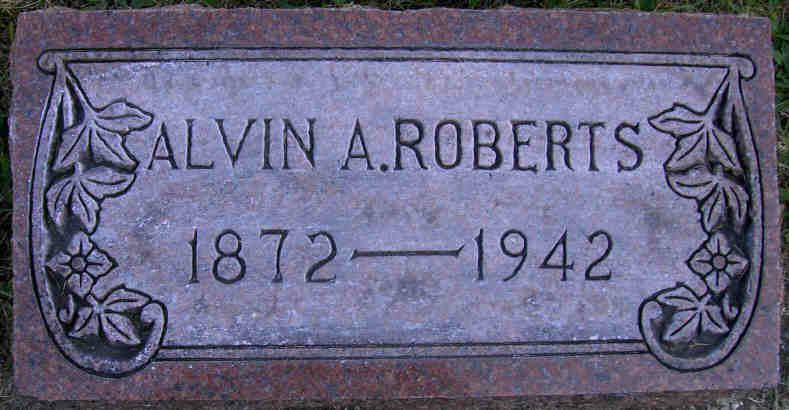 ALVIN A. ROBERTS
1872 — 1942